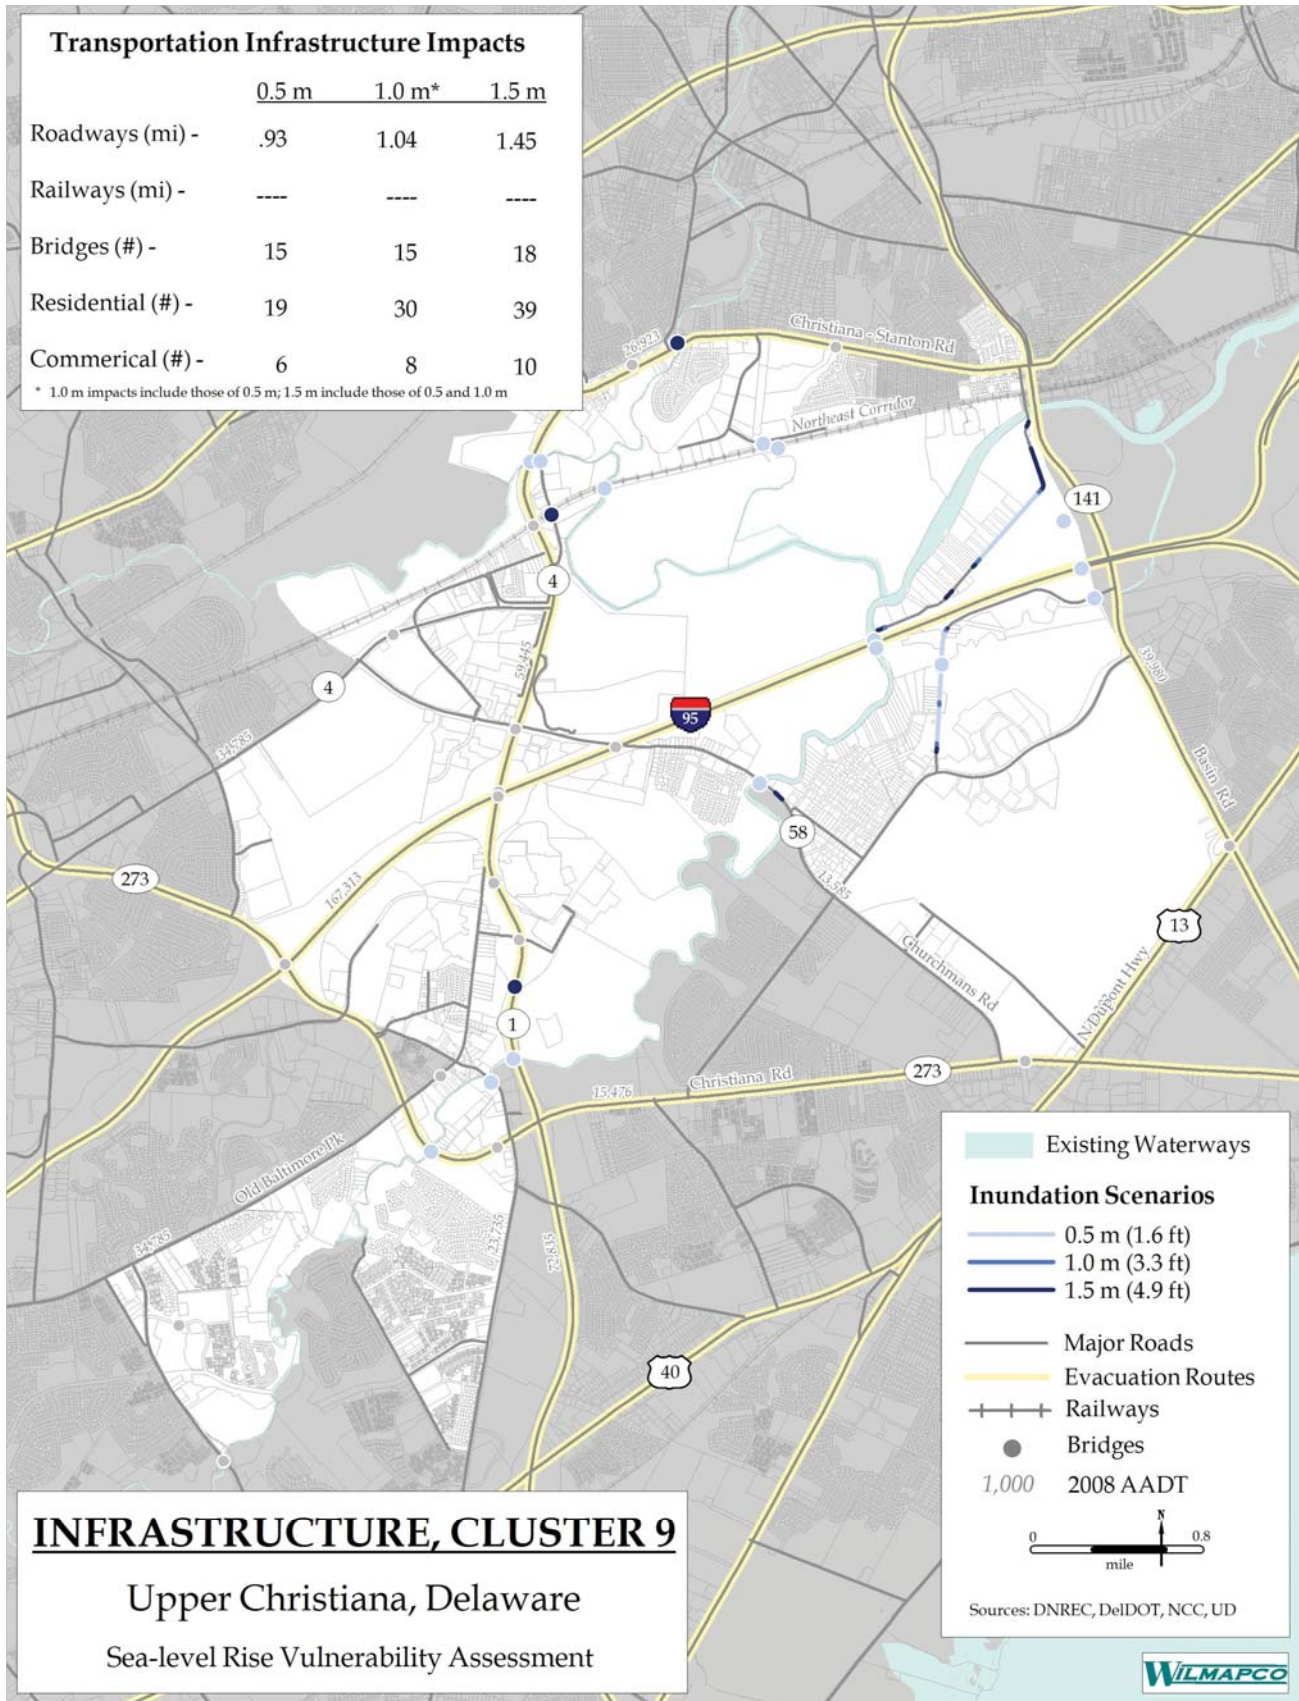 Transportation Infrastructure Impacts
0.5 m 1.0 m* 1.5 m
Roadways (mi) - .93 1.04 1.45
Railways (mi) - ---- ---- ----
Bridges (#) - 15 15 18
Residential (#) - 19 30 39
Commerical (#) - 6 8 10
* 1.0 m impacts include those of 0.5 m; 1.5 m include those of 0.5 and 1.0 m
26,923
Christiana - Stanton Rd
Northeast Corridor
141
4
59,445
4
34,785
95
39,980
Basin Rd
58
13,585
273
167,313
13
Churchmans Rd
N Dupont Hwy
1
273
Christiana Rd
15,476
Old Baltimore Pk
34,785
23,735
72,835
40
Existing Waterways
Inundation Scenarios
0.5 m (1.6 ft)
1.0 m (3.3 ft)
1.5 m (4.9 ft)
Major Roads
Evacuation Routes
Railways
Bridges
1,000 2008 AADT
N
0 0.8
mile
Sources: DNREC, DelDOT, NCC, UD
INFRASTRUCTURE, CLUSTER 9
Upper Christiana, Delaware
Sea-level Rise Vulnerability Assessment
WILMAPCO